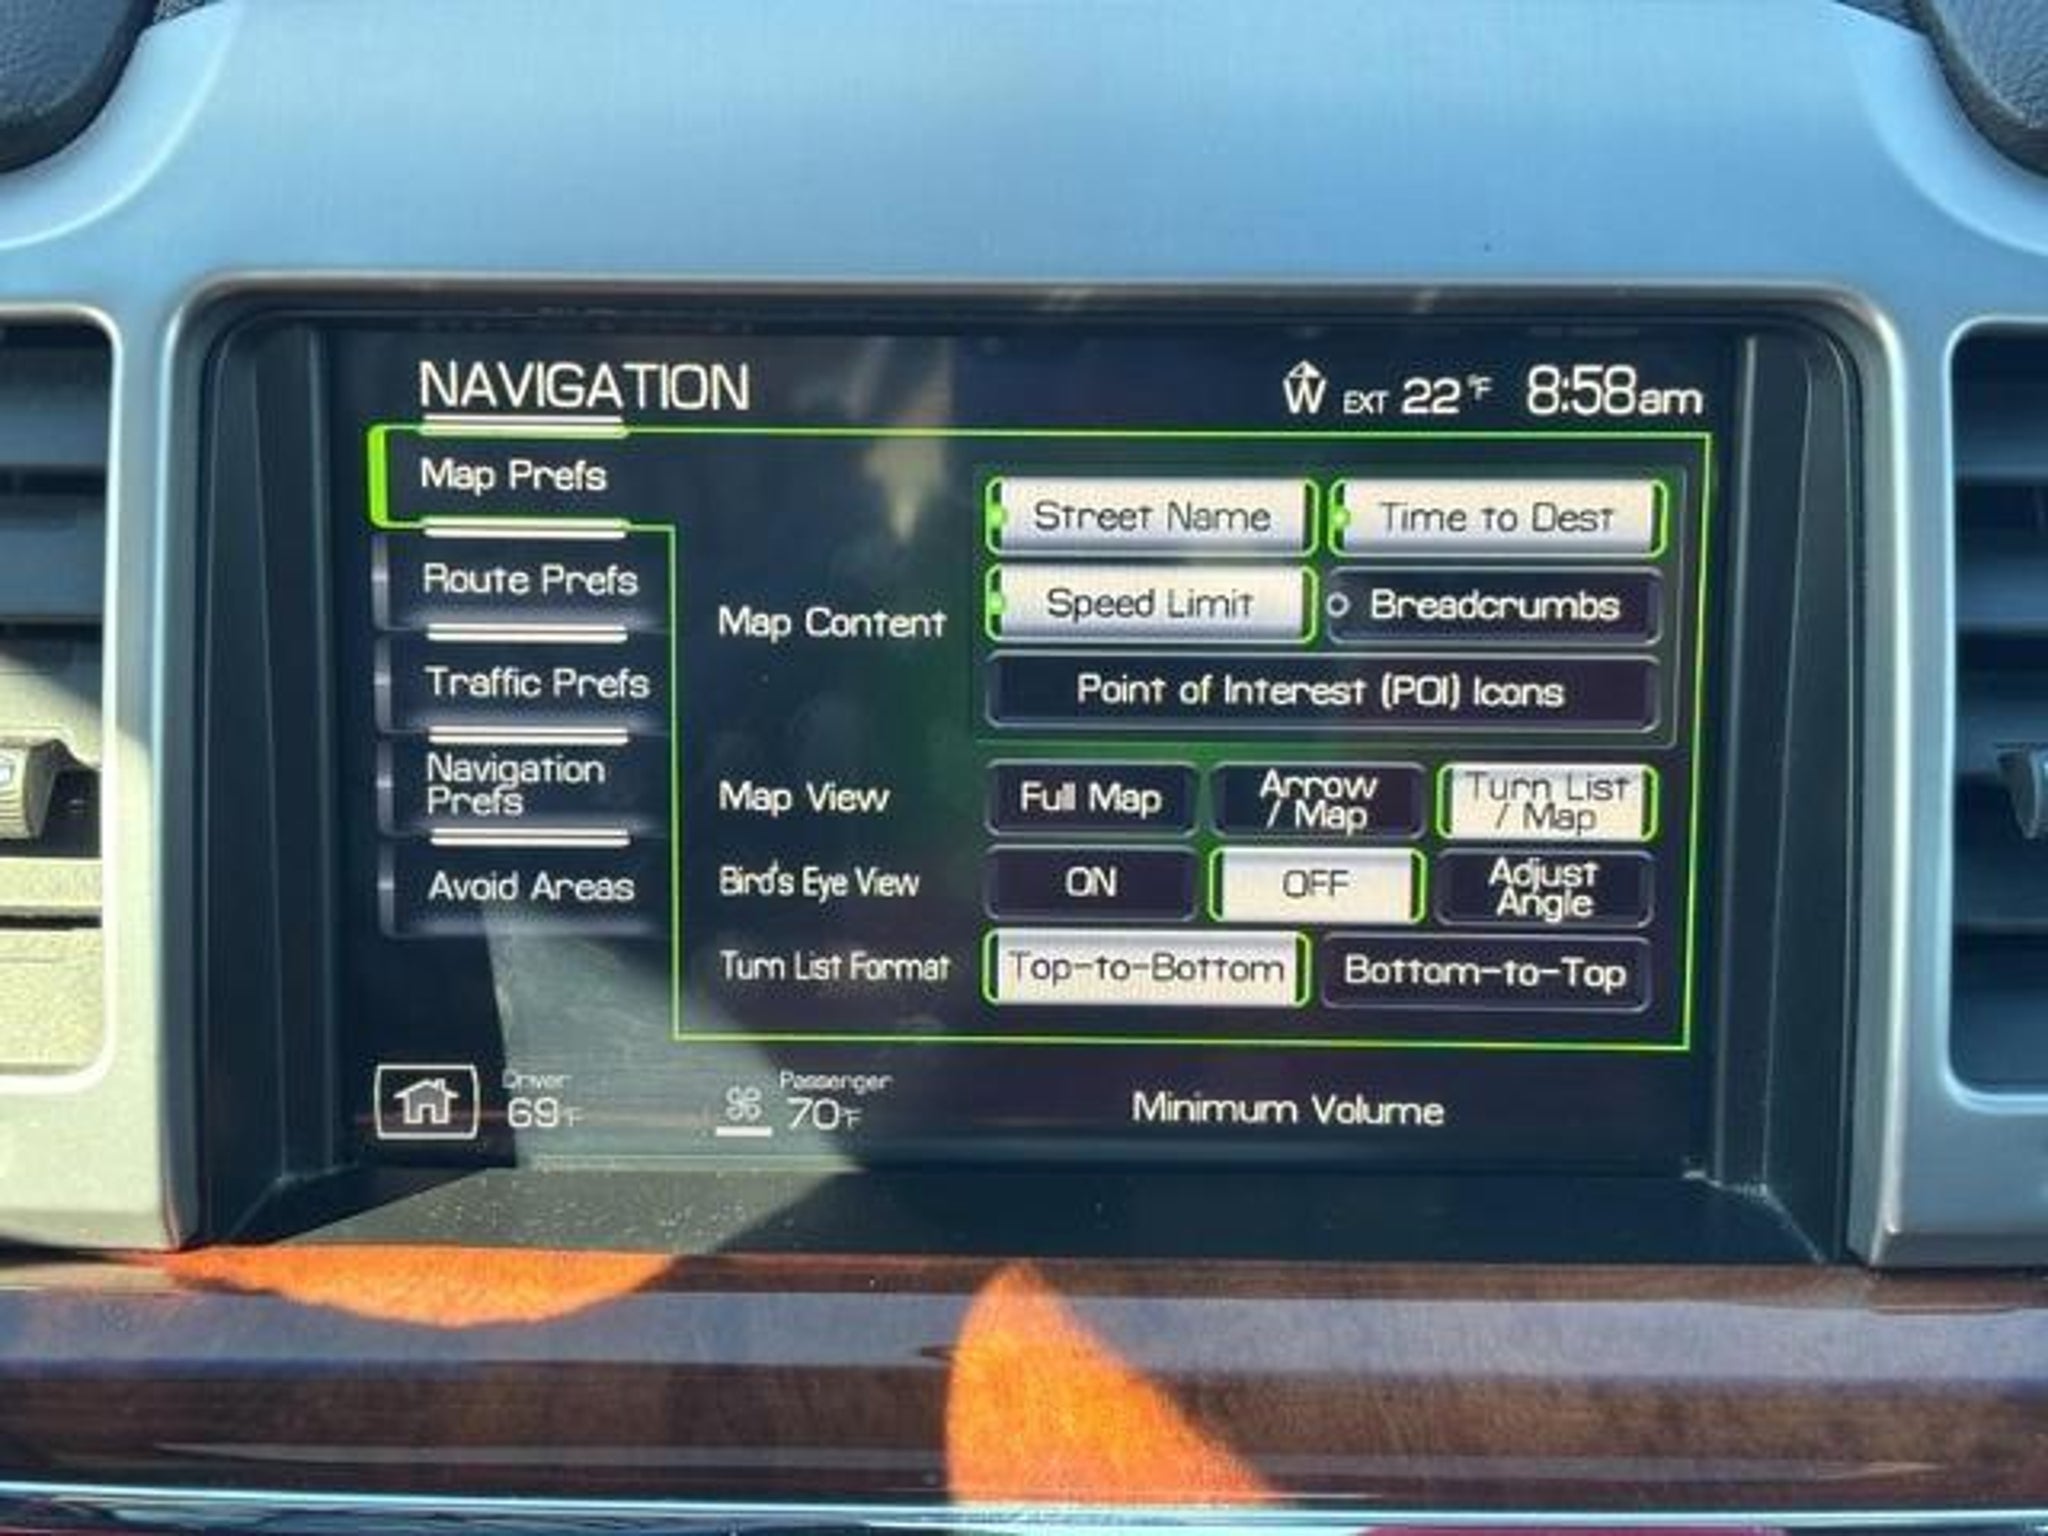 NAVIGATION
W EXT 22°F 8:58am
Map Prefs
Route Prefs
Traffic Prefs
Navigation
Prefs
Avoid Areas
Map Content
Street Name
Time to Dest
Speed Limit
Breadcrumbs
Point of Interest (POI) Icons
Map View
Full Map
Arrow
/ Map
Turn List
/ Map
Bird's Eye View
ON
OFF
Adjust
Angle
Turn List Format
Top-to-Bottom
Bottom-to-Top
Driver
69°F
Passenger
70°F
Minimum Volume